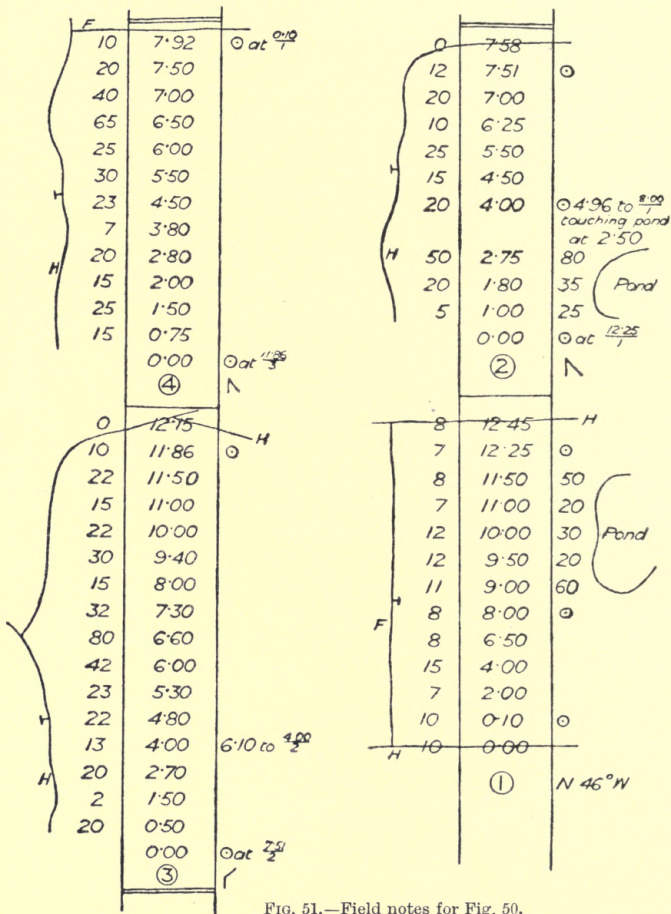 F
10 7·92 ⊙ at 0·10/1
20 7·50
40 7·00
65 6·50
25 6·00
30 5·50
23 4·50
7 3·80
20 2·80
H
15 2·00
25 1·50
15 0·75
0·00 ⊙ at 11·86/3
④
0 12·15 H
10 11·86 ⊙
22 11·50
15 11·00
22 10·00
30 9·40
15 8·00
32 7·30
80 6·60
42 6·00
23 5·30
22 4·80
13 4·00 6·10 to 4·00/2
H 20 2·70
2 1·50
20 0·50
0·00 ⊙ at 7·51/2
③
0 7·58
12 7·51 ⊙
20 7·00
10 6·25
25 5·50
15 4·50
20 4·00 ⊙ 4·96 to 8·00/1
touching pond
at 2·50
H 50 2·75 80
20 1·80 35 Pond
5 1·00 25
0·00 ⊙ at 12·25/1
②
8 12·45 H
7 12·25 ⊙
8 11·50 50
7 11·00 20
12 10·00 30 Pond
12 9·50 20
11 9·00 60
F 8 8·00 ⊙
8 6·50
15 4·00
7 2·00
10 0·10 ⊙
H 10 0·00
① N 46° W
FIG. 51.—Field notes for Fig. 50.